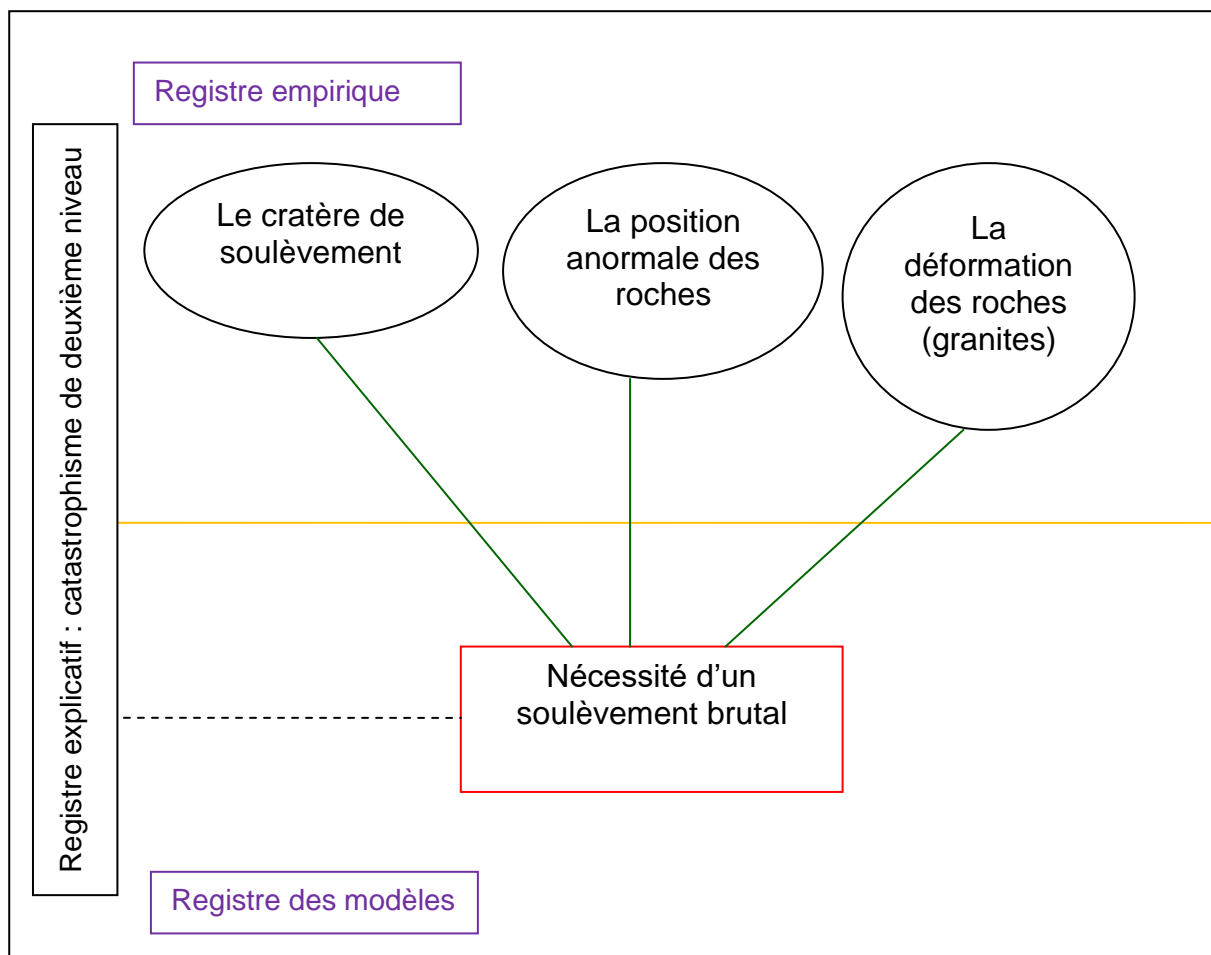 Registre empirique
Registre explicatif : catastrophisme de deuxième niveau
Le cratère de
soulèvement
La position
anormale des
roches
La
déformation
des roches
(granites)
Nécessité d’un
soulèvement brutal
Registre des modèles